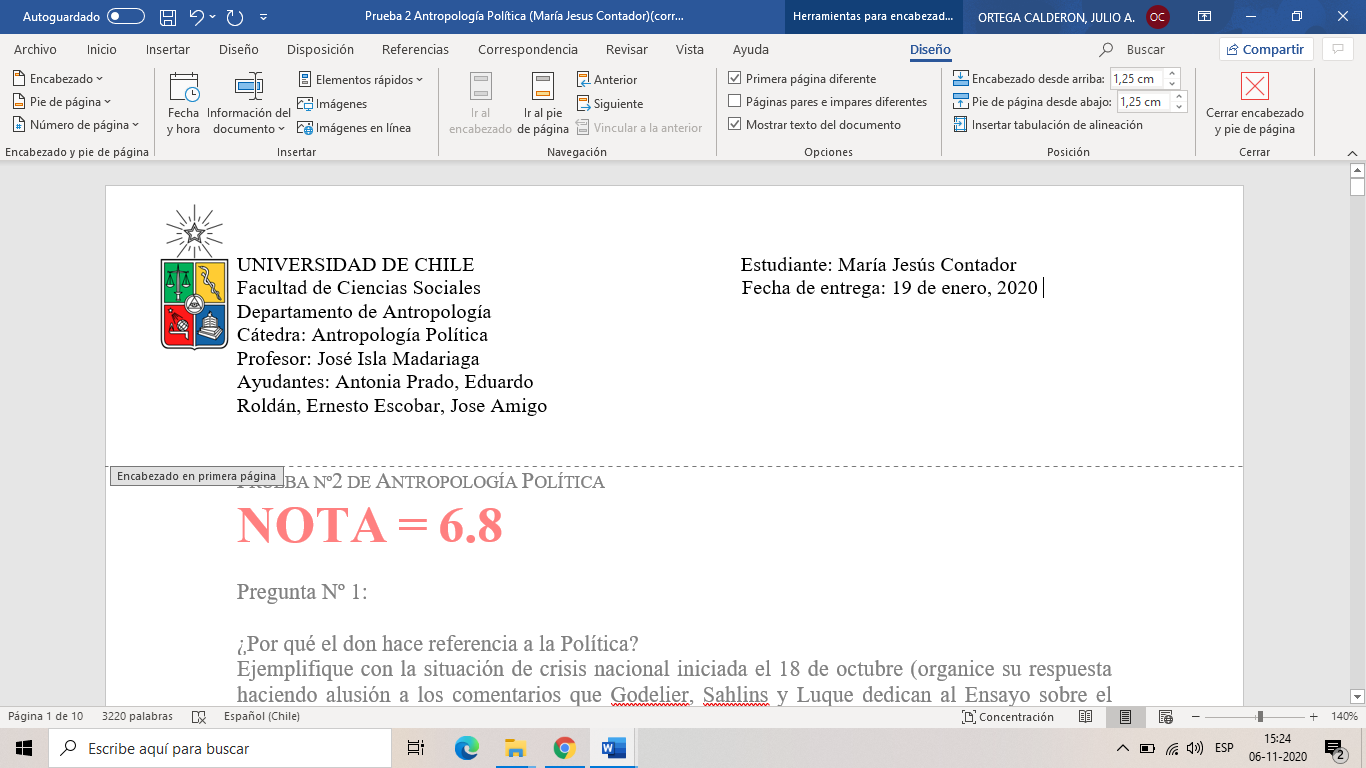 Autoguardado
Prueba 2 Antropología Política (María Jesus Contador)(corr...
Herramientas para encabezad...
ORTEGA CALDERON, JULIO A.
OC
Archivo Inicio Insertar Diseño Disposición Referencias Correspondencia Revisar Vista Ayuda Diseño Buscar Compartir
Encabezado
Pie de página
Número de página
Encabezado y pie de página
Fecha
y hora
Información del
documento
Elementos rápidos
Imágenes
Imágenes en línea
Insertar
Ir al
encabezado
Ir al pie
de página
Anterior
Siguiente
Vincular a la anterior
Navegación
Primera página diferente
Páginas pares e impares diferentes
Mostrar texto del documento
Opciones
Encabezado desde arriba: 1,25 cm
Pie de página desde abajo: 1,25 cm
Insertar tabulación de alineación
Posición
Cerrar encabezado
y pie de página
Cerrar
UNIVERSIDAD DE CHILE
Facultad de Ciencias Sociales
Departamento de Antropología
Cátedra: Antropología Política
Profesor: José Isla Madariaga
Ayudantes: Antonia Prado, Eduardo
Roldán, Ernesto Escobar, Jose Amigo
Estudiante: María Jesús Contador
Fecha de entrega: 19 de enero, 2020
Encabezado en primera página
PRUEBA Nº2 DE ANTROPOLOGÍA POLÍTICA
NOTA = 6.8
Pregunta Nº 1:
¿Por qué el don hace referencia a la Política?
Ejemplifique con la situación de crisis nacional iniciada el 18 de octubre (organice su respuesta
haciendo alusión a los comentarios que Godelier, Sahlins y Luque dedican al Ensayo sobre el
Página 1 de 10 3220 palabras Español (Chile) Concentración 140%
Escribe aquí para buscar
ESP
15:24
06-11-2020
2